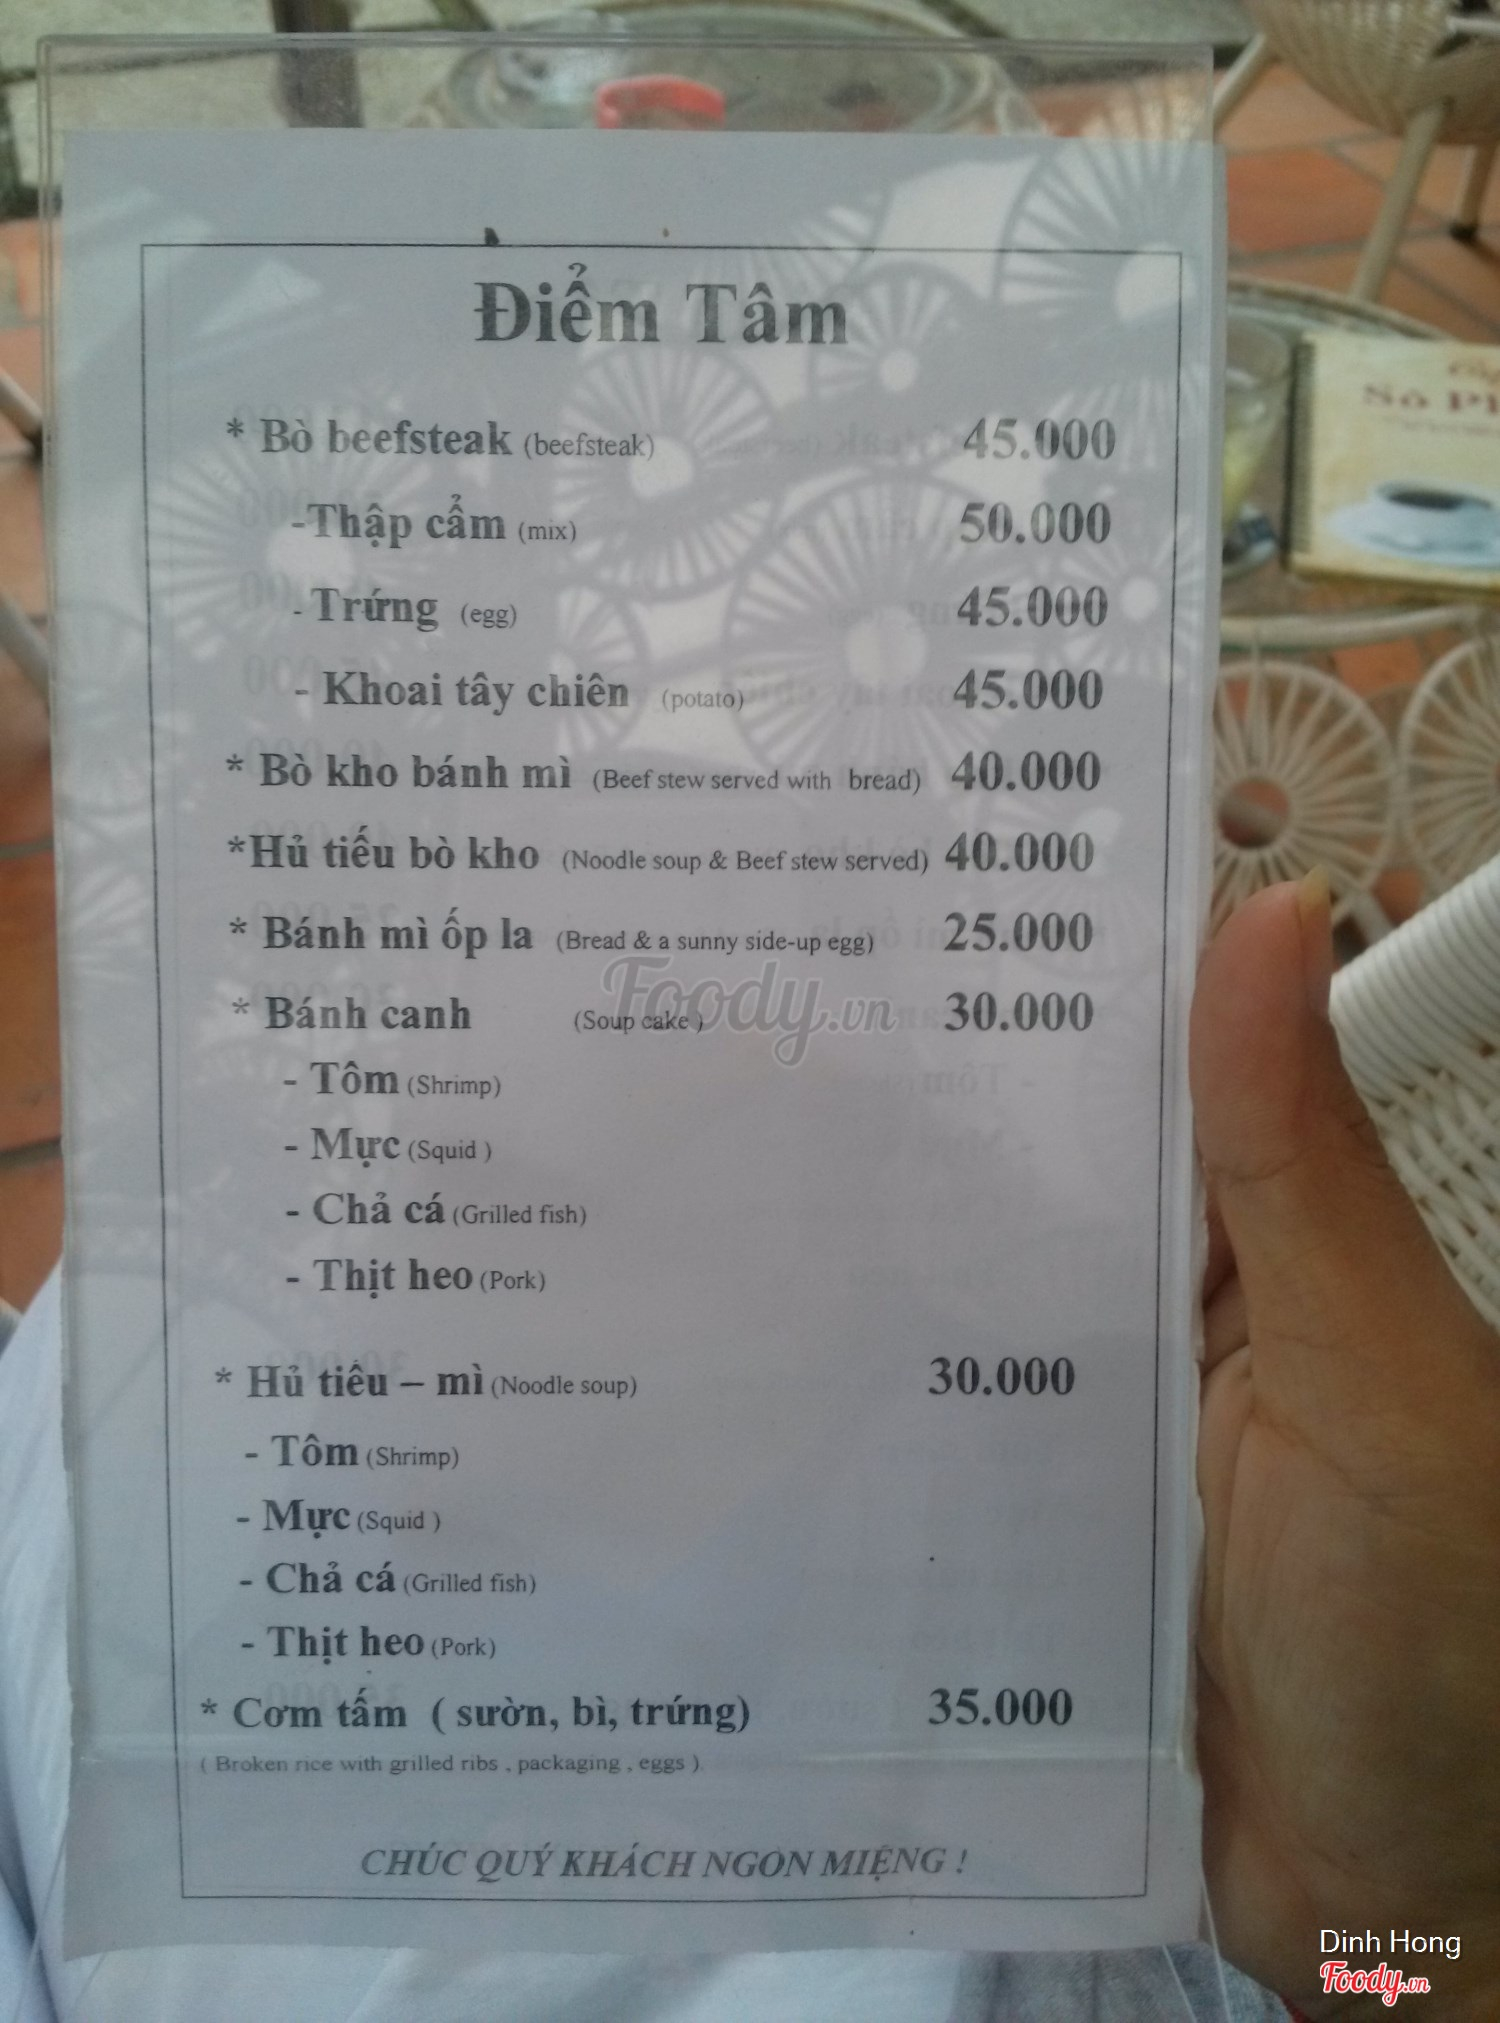 Điểm Tâm
* Bò beefsteak (beefsteak) 45.000
-Thập cẩm (mix) 50.000
- Trứng (egg) 45.000
- Khoai tây chiên (potato) 45.000
* Bò kho bánh mì (Beef stew served with bread) 40.000
*Hủ tiếu bò kho (Noodle soup & Beef stew served) 40.000
* Bánh mì ốp la (Bread & a sunny side-up egg) 25.000
* Bánh canh (Soup cake ) 30.000
- Tôm (Shrimp)
- Mực (Squid )
- Chả cá (Grilled fish)
- Thịt heo (Pork)
* Hủ tiếu – mì (Noodle soup) 30.000
- Tôm (Shrimp)
- Mực (Squid )
- Chả cá (Grilled fish)
- Thịt heo (Pork)
* Cơm tấm ( sườn, bì, trứng) 35.000
( Broken rice with grilled ribs , packaging , eggs )
CHÚC QUÝ KHÁCH NGON MIỆNG !
Foody.vn
Dinh Hong
Foody.vn